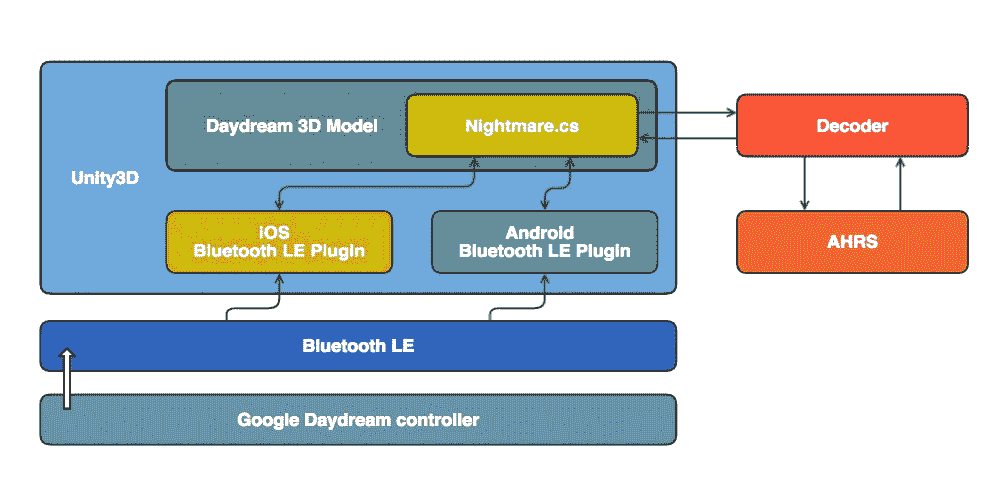 Daydream 3D Model
Nightmare.cs
Decoder
Unity3D
iOS
Bluetooth LE Plugin
Android
Bluetooth LE Plugin
AHRS
Bluetooth LE
Google Daydream controller